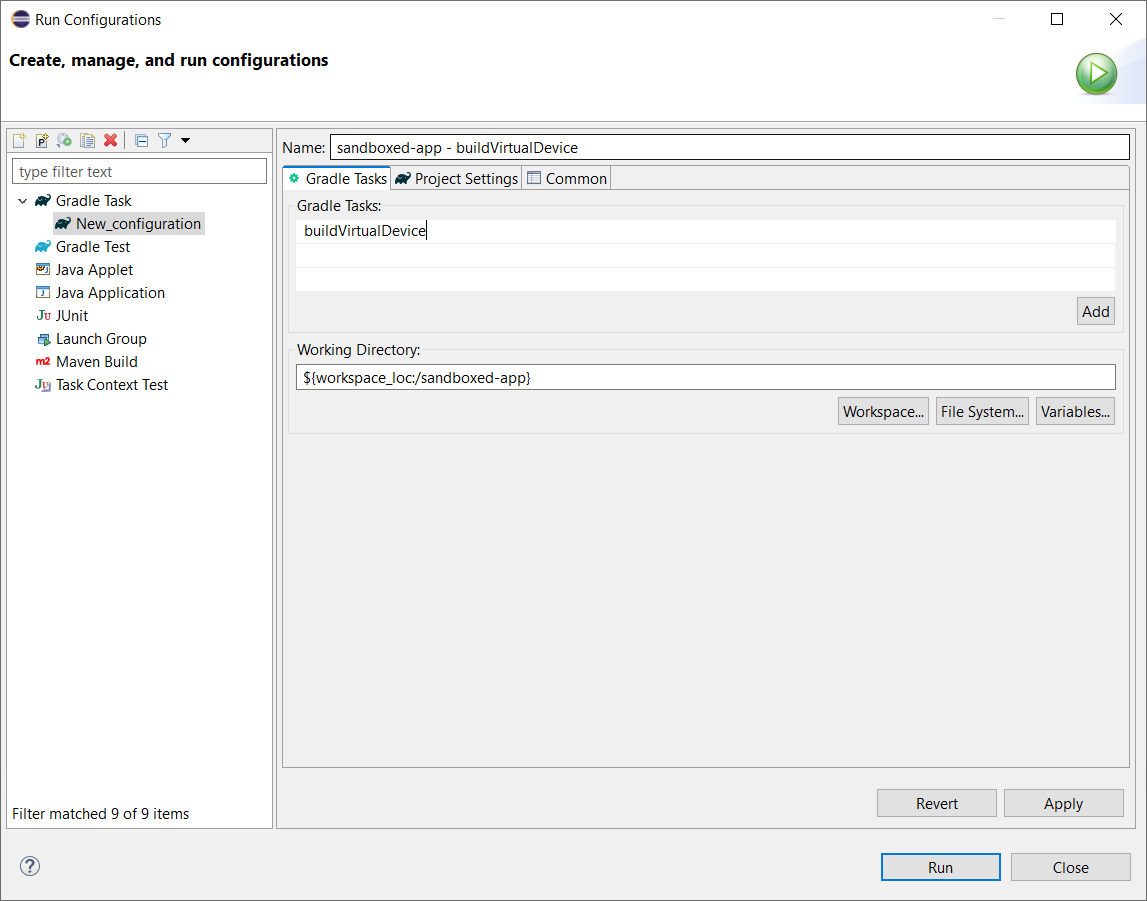 Run Configurations
Create, manage, and run configurations
type filter text
Gradle Task
New_configuration
Gradle Test
Java Applet
Java Application
JUnit
Launch Group
Maven Build
Task Context Test
Filter matched 9 of 9 items
Name: sandboxed-app - buildVirtualDevice
Gradle Tasks Project Settings Common
Gradle Tasks:
buildVirtualDevice
Add
Working Directory:
${workspace_loc:/sandboxed-app}
Workspace... File System... Variables...
Revert Apply
Run Close